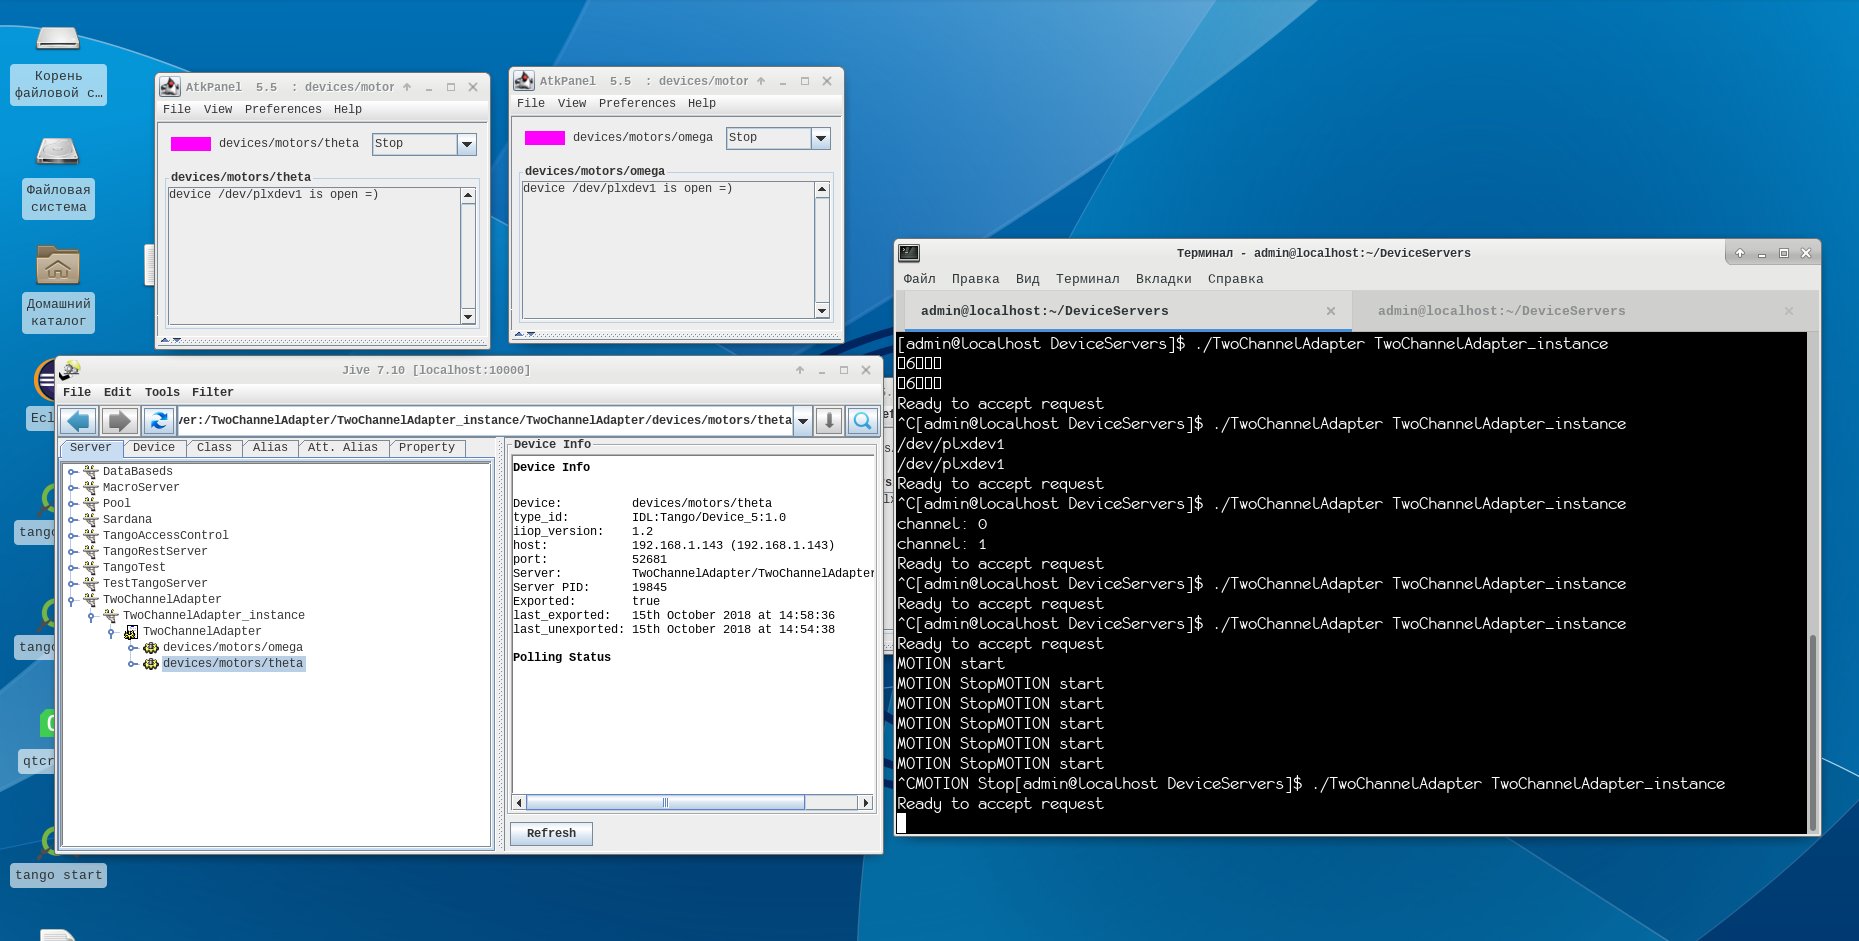 Корень
файловой с…
Файловая
система
Домашний
каталог
Ecl
tang
tang
qtcr
tango start
AtkPanel 5.5 : devices/motor
File View Preferences Help
devices/motors/theta Stop
devices/motors/theta
device /dev/plxdev1 is open =)
AtkPanel 5.5 : devices/motor
File View Preferences Help
devices/motors/omega Stop
devices/motors/omega
device /dev/plxdev1 is open =)
Jive 7.10 [localhost:10000]
File Edit Tools Filter
ver:/TwoChannelAdapter/TwoChannelAdapter_instance/TwoChannelAdapter/devices/motors/theta
Server Device Class Alias Att. Alias Property
DataBaseds
MacroServer
Pool
Sardana
TangoAccessControl
TangoRestServer
TangoTest
TestTangoServer
TwoChannelAdapter
TwoChannelAdapter_instance
TwoChannelAdapter
devices/motors/omega
devices/motors/theta
Device Info
Device Info
Device: devices/motors/theta
type_id: IDL:Tango/Device_5:1.0
iiop_version: 1.2
host: 192.168.1.143 (192.168.1.143)
port: 52681
Server: TwoChannelAdapter/TwoChannelAdapter
Server PID: 19845
Exported: true
last_exported: 15th October 2018 at 14:58:36
last_unexported: 15th October 2018 at 14:54:38
Polling Status
Refresh
Терминал - admin@localhost:~/DeviceServers
Файл Правка Вид Терминал Вкладки Справка
admin@localhost:~/DeviceServers admin@localhost:~/DeviceServers
[admin@localhost DeviceServers]$ ./TwoChannelAdapter TwoChannelAdapter_instance
▯6▯▯▯
▯6▯▯▯
Ready to accept request
^C[admin@localhost DeviceServers]$ ./TwoChannelAdapter TwoChannelAdapter_instance
/dev/plxdev1
/dev/plxdev1
Ready to accept request
^C[admin@localhost DeviceServers]$ ./TwoChannelAdapter TwoChannelAdapter_instance
channel: 0
channel: 1
Ready to accept request
^C[admin@localhost DeviceServers]$ ./TwoChannelAdapter TwoChannelAdapter_instance
Ready to accept request
^C[admin@localhost DeviceServers]$ ./TwoChannelAdapter TwoChannelAdapter_instance
Ready to accept request
MOTION start
MOTION StopMOTION start
MOTION StopMOTION start
MOTION StopMOTION start
MOTION StopMOTION start
MOTION StopMOTION start
^CMOTION Stop[admin@localhost DeviceServers]$ ./TwoChannelAdapter TwoChannelAdapter_instance
Ready to accept request